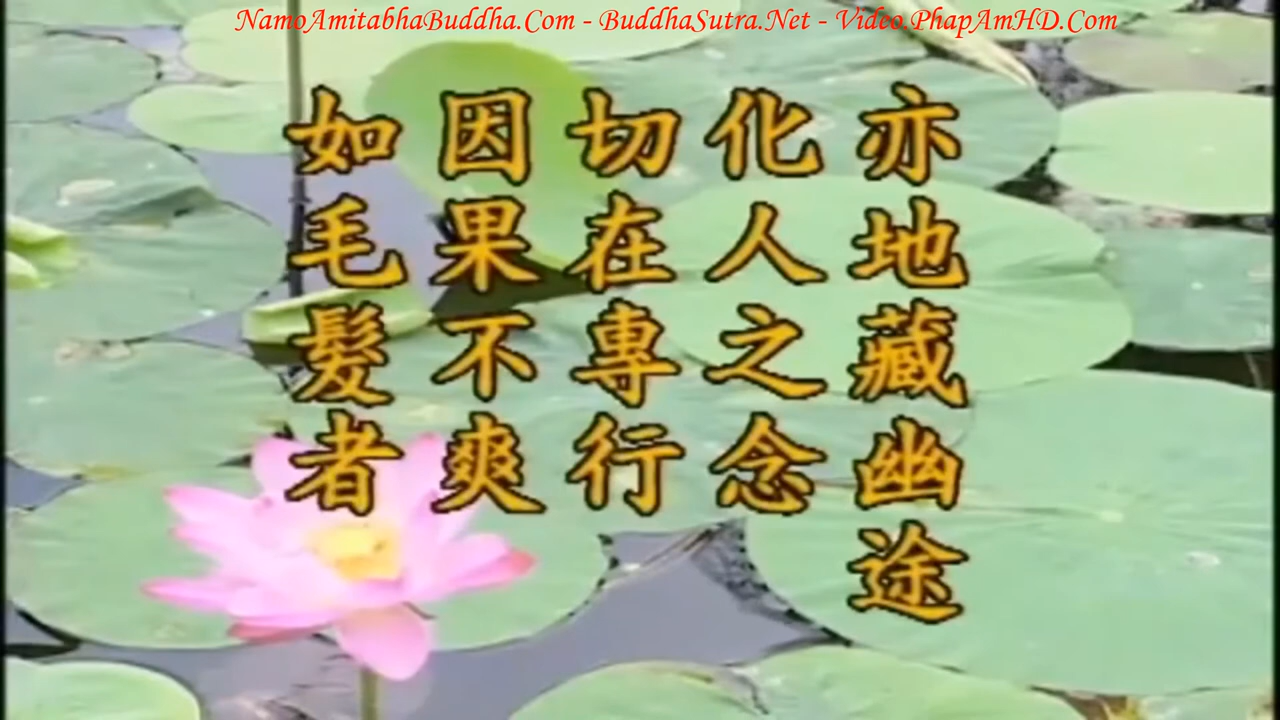 NamoAmitabhaBuddha.Com - BuddhaSutra.Net - Video.PhapAmHD.Com
亦地藏幽途
化人之念
切在專行
因果不爽
如毛髮者